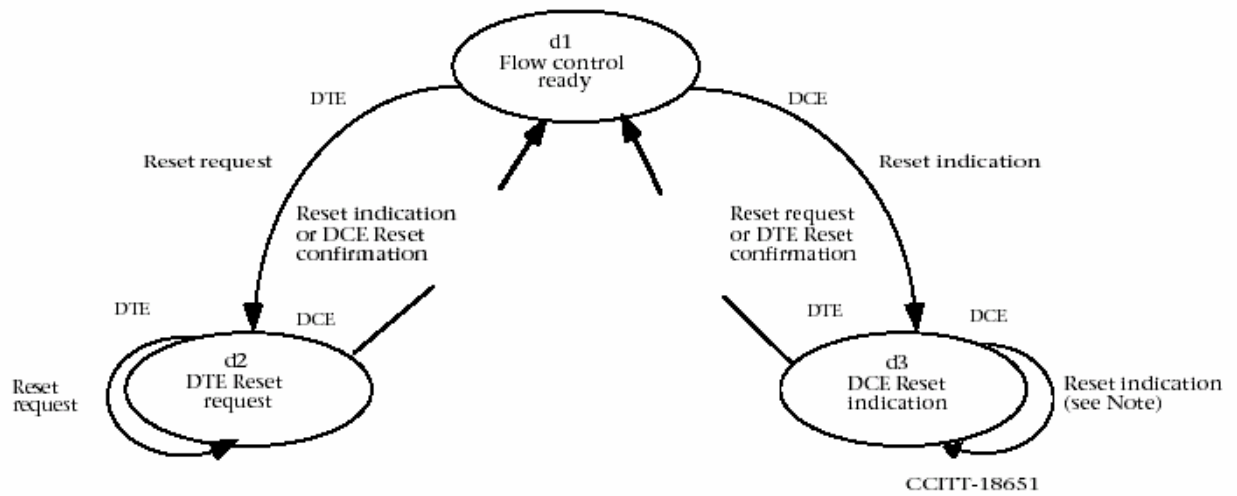 d1
Flow control
ready
DTE
DCE
Reset request
Reset indication
Reset indication
or DCE Reset
confirmation
Reset request
or DTE Reset
confirmation
DTE
DCE
DTE
DCE
d2
DTE Reset
request
d3
DCE Reset
indication
Reset
request
Reset indication
(see Note)
CCITT-18651